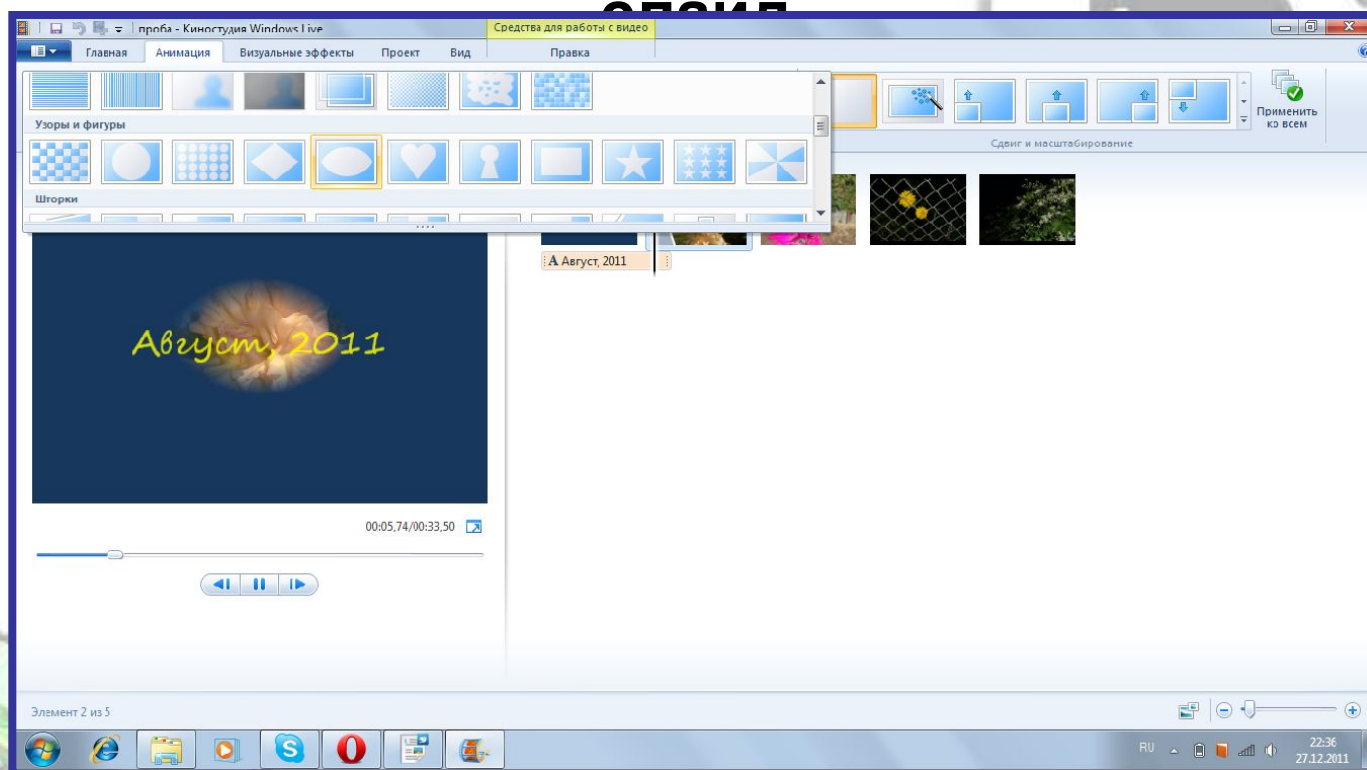 проба - Киностудия Windows Live
Средства для работы с видео
Главная
Анимация
Визуальные эффекты
Проект
Вид
Правка
Узоры и фигуры
Шторки
Применить
ко всем
Сдвиг и масштабирование
A Август, 2011
Август, 2011
00:05,74/00:33,50
Элемент 2 из 5
RU
22:36
27.12.2011